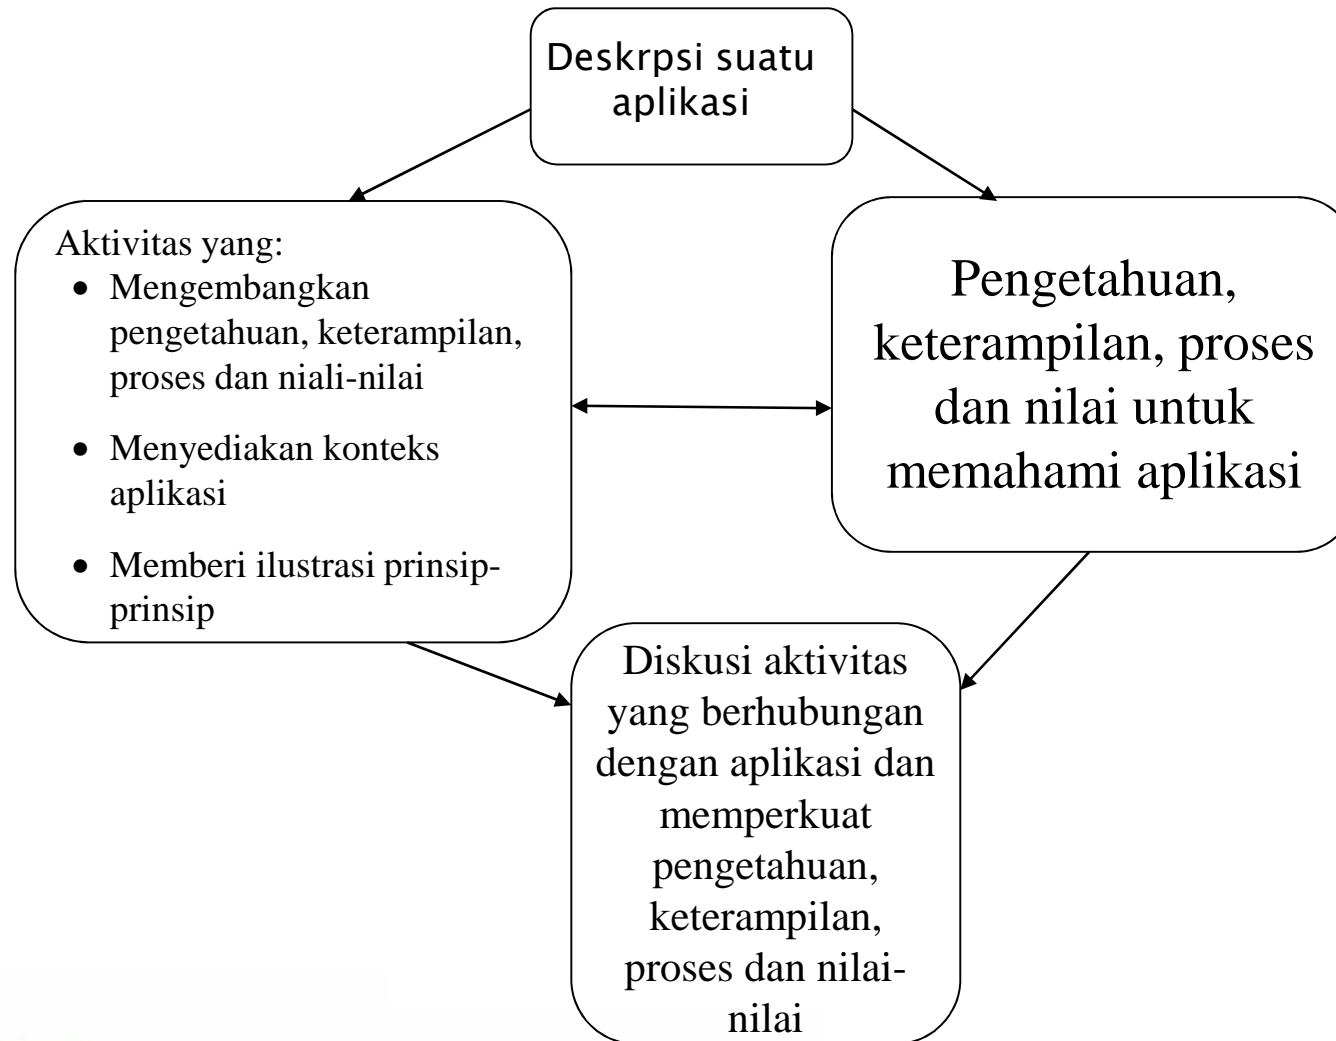 Deskrpsi suatu
aplikasi
Aktivitas yang:
• Mengembangkan
pengetahuan, keterampilan,
proses dan niali-nilai
• Menyediakan konteks
aplikasi
• Memberi ilustrasi prinsip-
prinsip
Pengetahuan,
keterampilan, proses
dan nilai untuk
memahami aplikasi
Diskusi aktivitas
yang berhubungan
dengan aplikasi dan
memperkuat
pengetahuan,
keterampilan,
proses dan nilai-
nilai